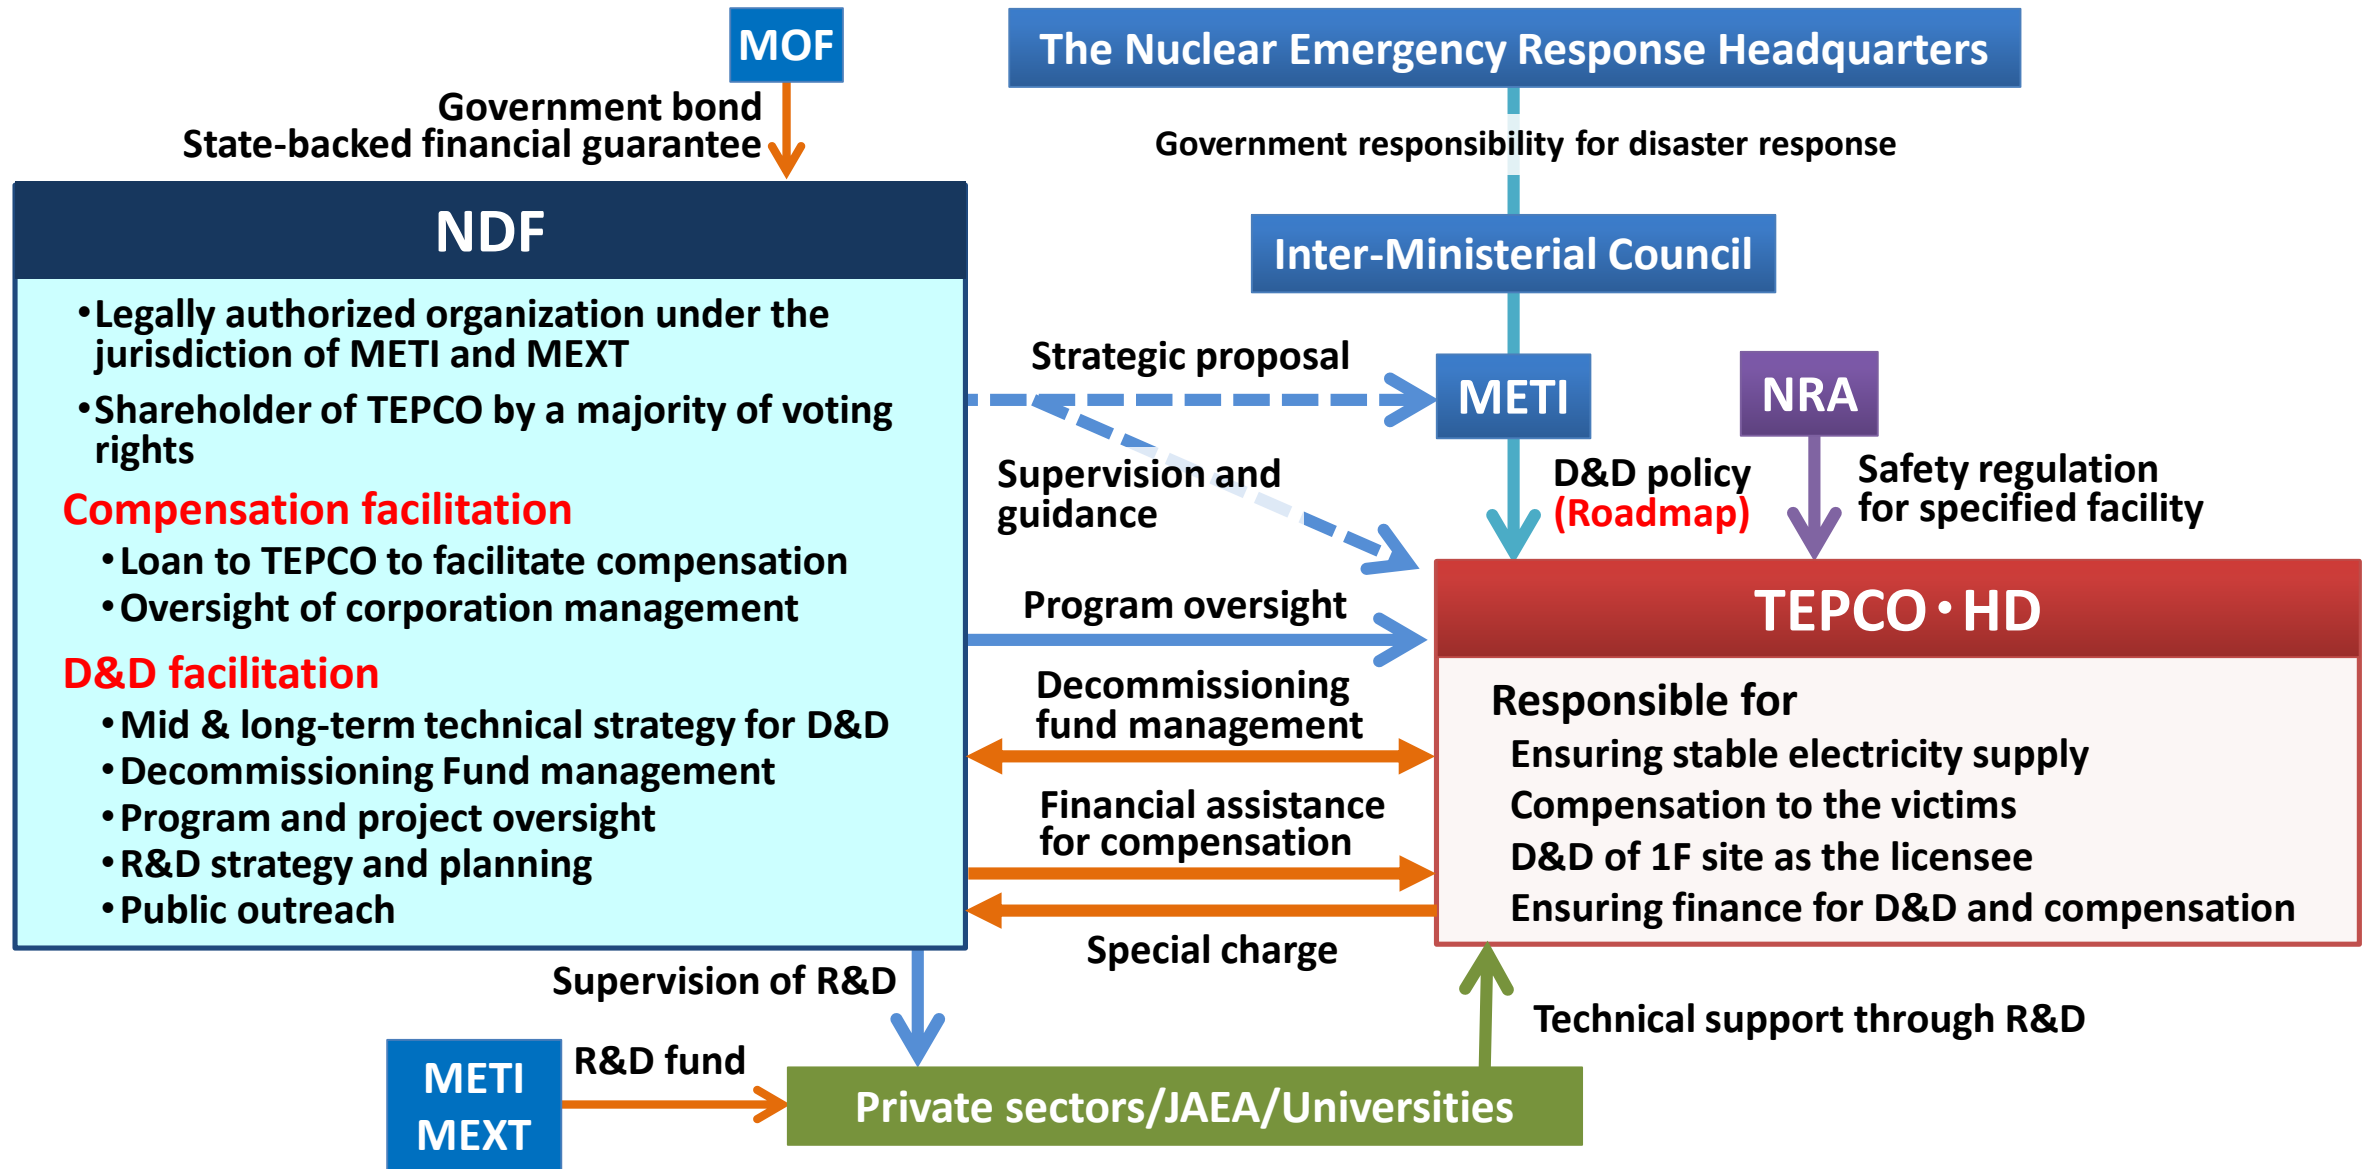 MOF
Government bond
State-backed financial guarantee
The Nuclear Emergency Response Headquarters
Government responsibility for disaster response
Inter-Ministerial Council
NDF
•Legally authorized organization under the
jurisdiction of METI and MEXT
•Shareholder of TEPCO by a majority of voting
rights
Compensation facilitation
•Loan to TEPCO to facilitate compensation
•Oversight of corporation management
D&D facilitation
•Mid & long-term technical strategy for D&D
•Decommissioning Fund management
•Program and project oversight
•R&D strategy and planning
•Public outreach
Strategic proposal
METI
NRA
Supervision and
guidance
D&D policy
(Roadmap)
Safety regulation
for specified facility
Program oversight
Decommissioning
fund management
Financial assistance
for compensation
Special charge
TEPCO・HD
Responsible for
Ensuring stable electricity supply
Compensation to the victims
D&D of 1F site as the licensee
Ensuring finance for D&D and compensation
Supervision of R&D
Technical support through R&D
METI
MEXT
R&D fund
Private sectors/JAEA/Universities